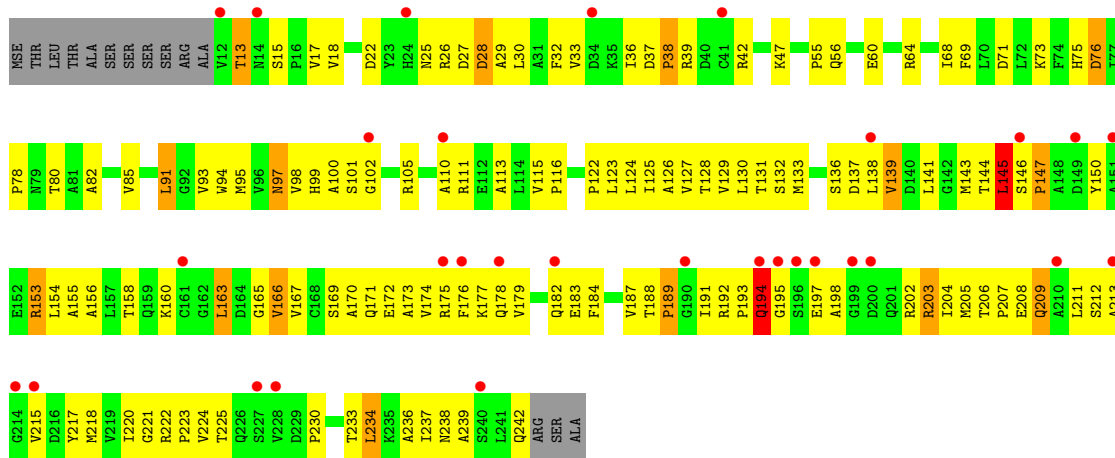 MSE THR LEU THR ALA SER SER SER SER ARG ALA V12 T13 N14 S15 P16 V17 V18 D22 Y23 H24 N25 R26 D27 D28 A29 L30 A31 F32 V33 D34 K35 I36 D37 P38 R39 D40 C41 R42 K47 P55 Q56 E60 R64 I68 F69 L70 D71 L72 K73 F74 H75 D76 I77
P78 N79 T80 A81 A82 V85 L91 G92 V93 W94 M95 V96 N97 V98 H99 A100 S101 G102 R105 A110 R111 E112 A113 L114 V115 P116 P122 L123 L124 I125 A126 V127 T128 V129 L130 T131 S132 M133 S136 D137 L138 V139 D140 L141 G142 M143 T144 L145 S146 P147 A148 D149 Y150 A151
E152 R153 L154 A155 A156 L157 T158 Q159 K160 C161 G162 L163 D164 G165 V166 V167 C168 S169 A170 Q171 E172 A173 V174 R175 F176 K177 Q178 V179 Q182 E183 F184 V187 T188 P189 G190 I191 R192 P193 Q194 G195 S196 E197 A198 G199 D200 Q201 R202 R203 I204 M205 T206 P207 E208 Q209 A210 L211 S212 A213
G214 V215 D216 Y217 M218 V219 I220 G221 R222 P223 V224 T225 Q226 S227 V228 D229 P230 T233 L234 K235 A236 I237 N238 A239 S240 L241 Q242 ARG SER ALA